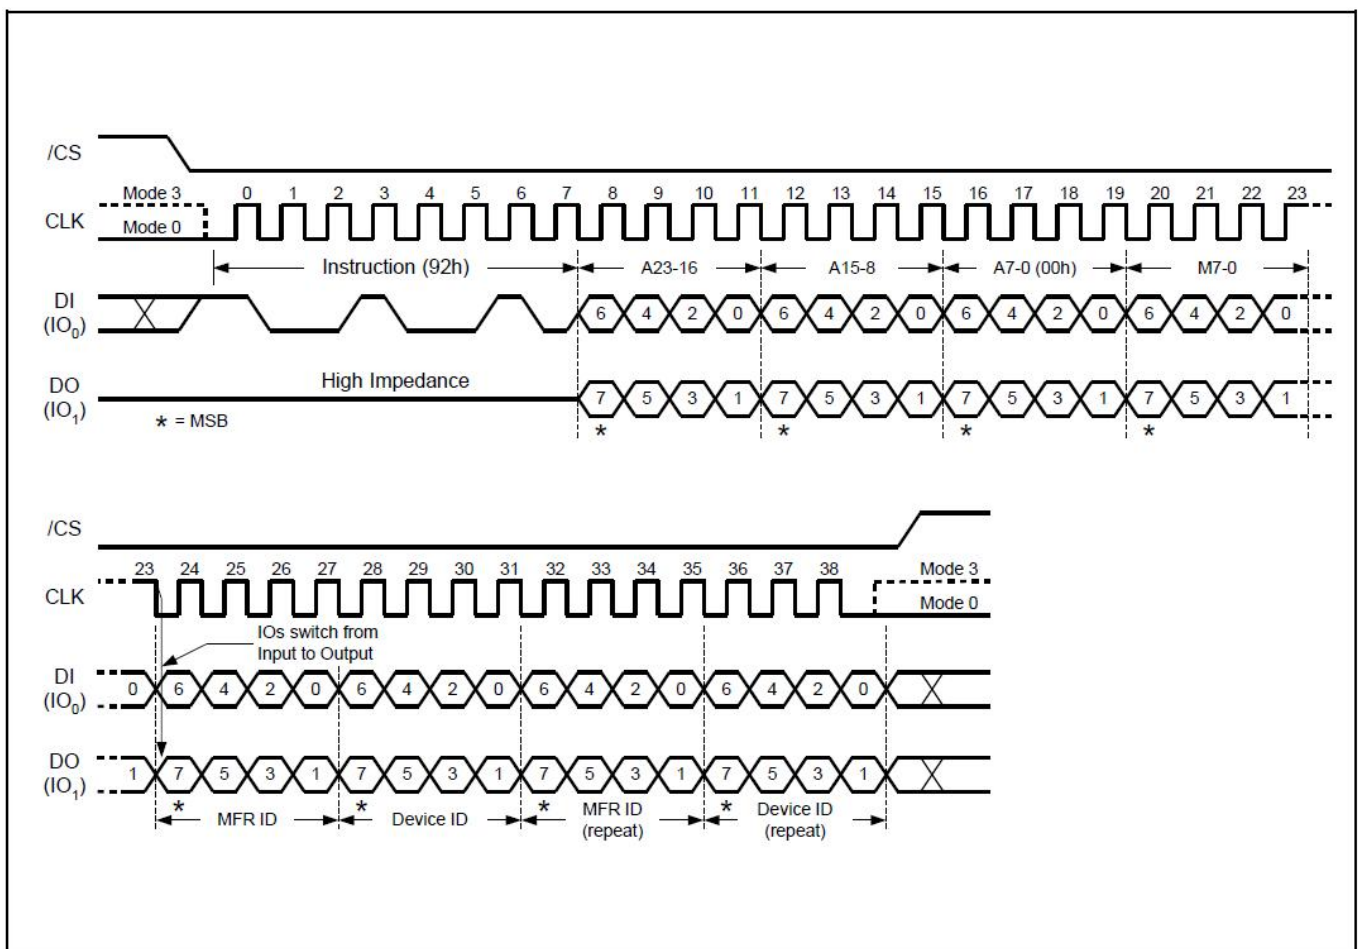 /CS
Mode 3 0 1 2 3 4 5 6 7 8 9 10 11 12 13 14 15 16 17 18 19 20 21 22 23
CLK
Mode 0
Instruction (92h) A23-16 A15-8 A7-0 (00h) M7-0
DI
(IO0)
6 4 2 0 6 4 2 0 6 4 2 0 6 4 2 0
High Impedance
DO
(IO1)
7 5 3 1 7 5 3 1 7 5 3 1 7 5 3 1
* * * *
* = MSB
/CS
23 24 25 26 27 28 29 30 31 32 33 34 35 36 37 38 Mode 3
CLK
Mode 0
IOs switch from
Input to Output
DI
(IO0)
0 6 4 2 0 6 4 2 0 6 4 2 0 6 4 2 0
DO
(IO1)
1 7 5 3 1 7 5 3 1 7 5 3 1 7 5 3 1
* * * *
MFR ID Device ID MFR ID
(repeat)
Device ID
(repeat)